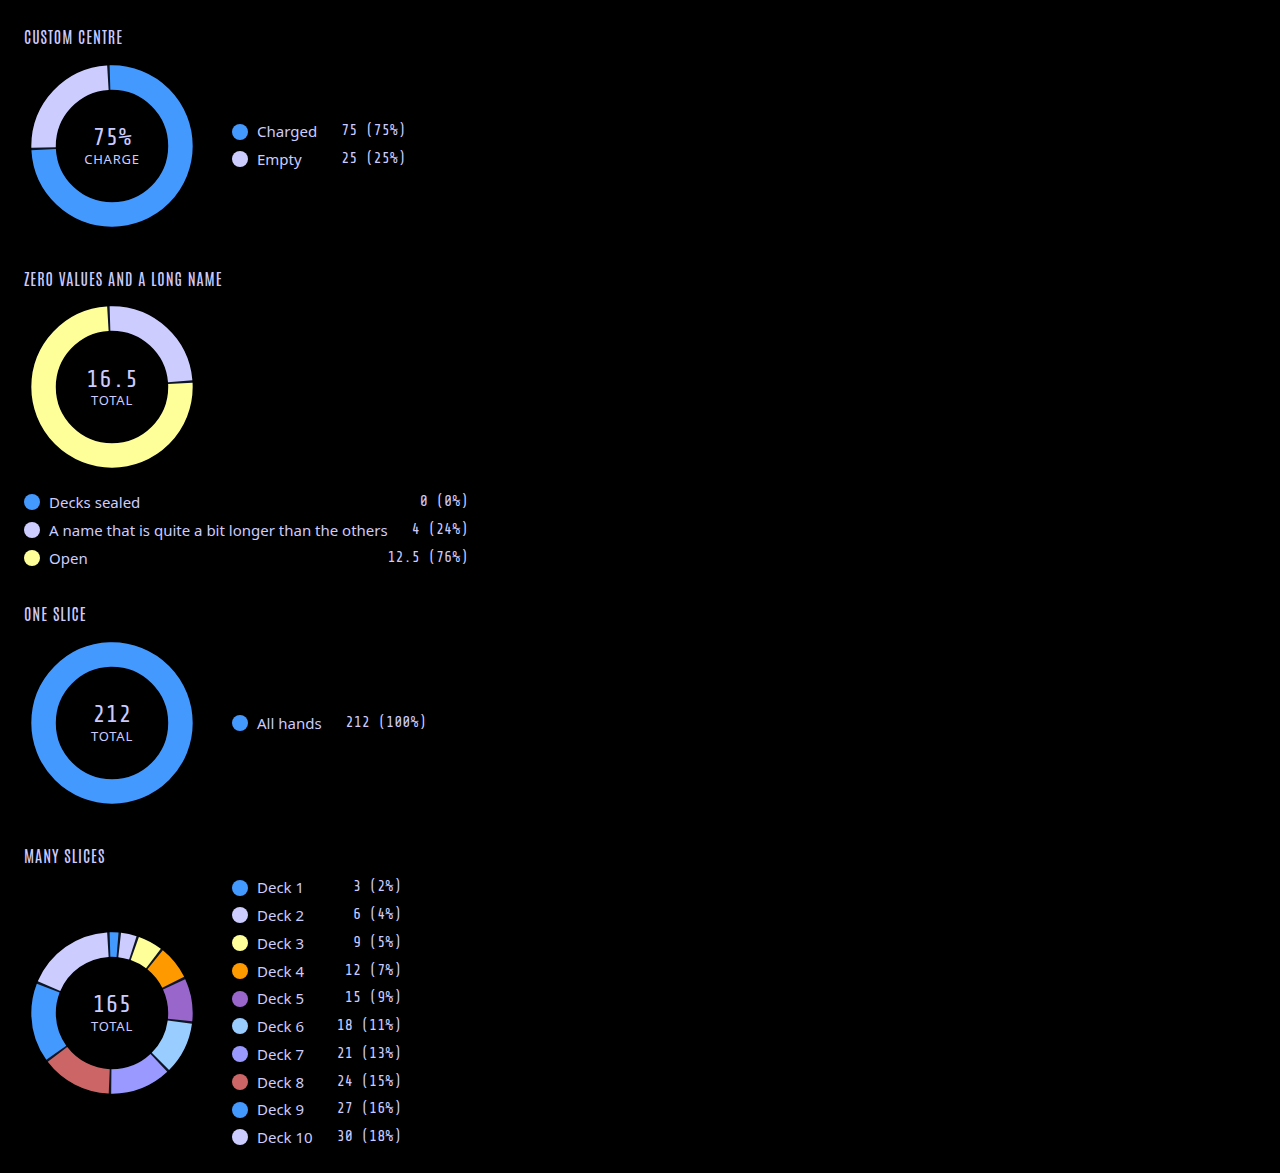 CUSTOM CENTRE
75%
CHARGE
Charged 75 (75%)
Empty 25 (25%)
ZERO VALUES AND A LONG NAME
16.5
TOTAL
Decks sealed 0 (0%)
A name that is quite a bit longer than the others 4 (24%)
Open 12.5 (76%)
ONE SLICE
212
TOTAL
All hands 212 (100%)
MANY SLICES
165
TOTAL
Deck 1 3 (2%)
Deck 2 6 (4%)
Deck 3 9 (5%)
Deck 4 12 (7%)
Deck 5 15 (9%)
Deck 6 18 (11%)
Deck 7 21 (13%)
Deck 8 24 (15%)
Deck 9 27 (16%)
Deck 10 30 (18%)